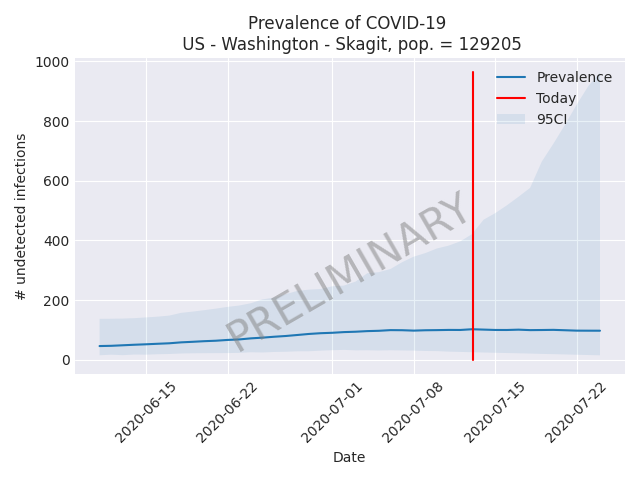 Prevalence of COVID-19
US - Washington - Skagit, pop. = 129205
1000
800
600
400
200
0
# undetected infections
Prevalence
Today
95CI
PRELIMINARY
2020-06-15
2020-06-22
2020-07-01
2020-07-08
2020-07-15
2020-07-22
Date